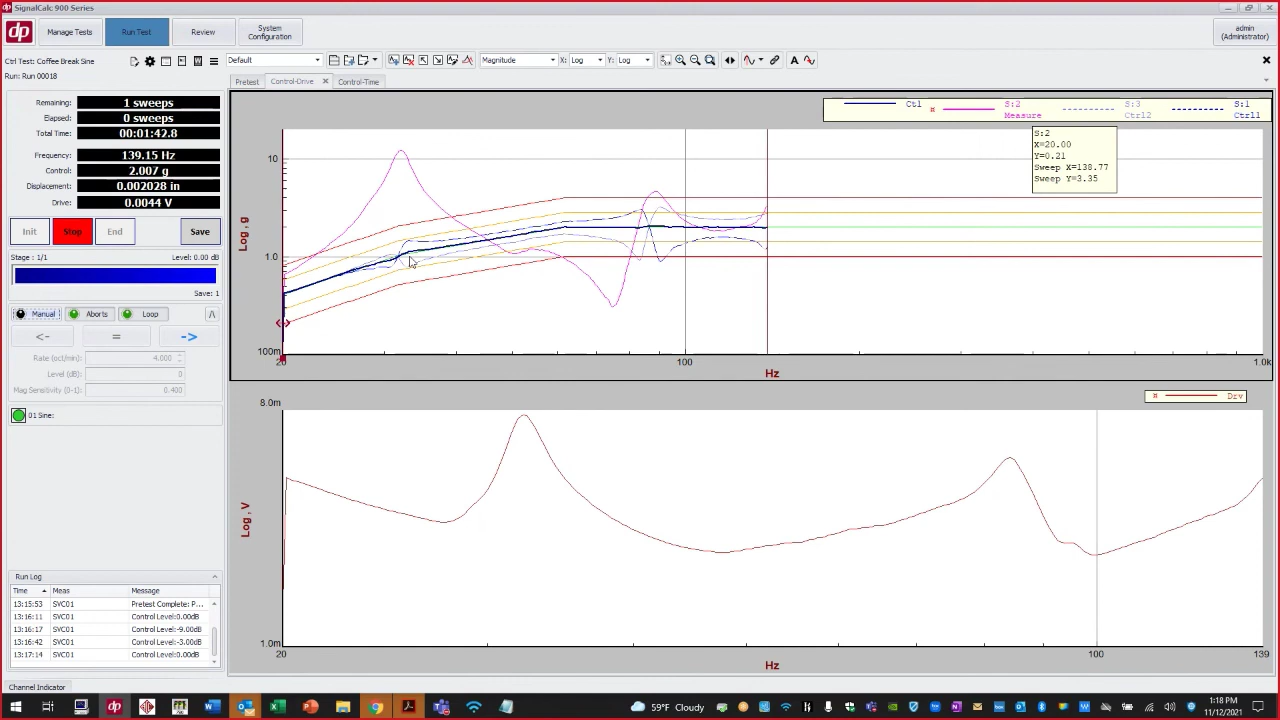 dp SignalCalc 900 Series
dp
Manage Tests
Run Test
Review
System
Configuration
admin
(Administrator)
Ctrl Test: Coffee Break Sine
Run: Run 00018
Default
Magnitude
X: Log
Y: Log
A
Pretest
Control-Drive
Control-Time
Remaining: 1 sweeps
Elapsed: 0 sweeps
Total Time: 00:01:42.8
Frequency: 139.15 Hz
Control: 2.007 g
Displacement: 0.002028 in
Drive: 0.0044 V
Init
Stop
End
Save
Stage : 1/1
Level: 0.00 dB
Save: 1
Manual
Aborts
Loop
<-
=
->
Rate (oct/min): 4.000
Level (dB): 0
Mag Sensitivity (0-1) 0.400
01 Sine:
Run Log
Time Meas Message
13:15:53 SVC01 Pretest Complete: P...
13:16:11 SVC01 Control Level:0.00dB
13:16:17 SVC01 Control Level:-9.00dB
13:16:42 SVC01 Control Level:-3.00dB
13:17:14 SVC01 Control Level:0.00dB
Channel Indicator
Ctl
S:2
Measure
S:3
Ctrl2
S:1
Ctrl1
S:2
X=20.00
Y=0.21
Sweep X=138.77
Sweep Y=3.35
10
1.0
100m
Log , g
20
100
1.0k
Hz
Drv
8.0m
1.0m
Log , V
20
100
139
Hz
59°F Cloudy
1:18 PM
11/12/2021